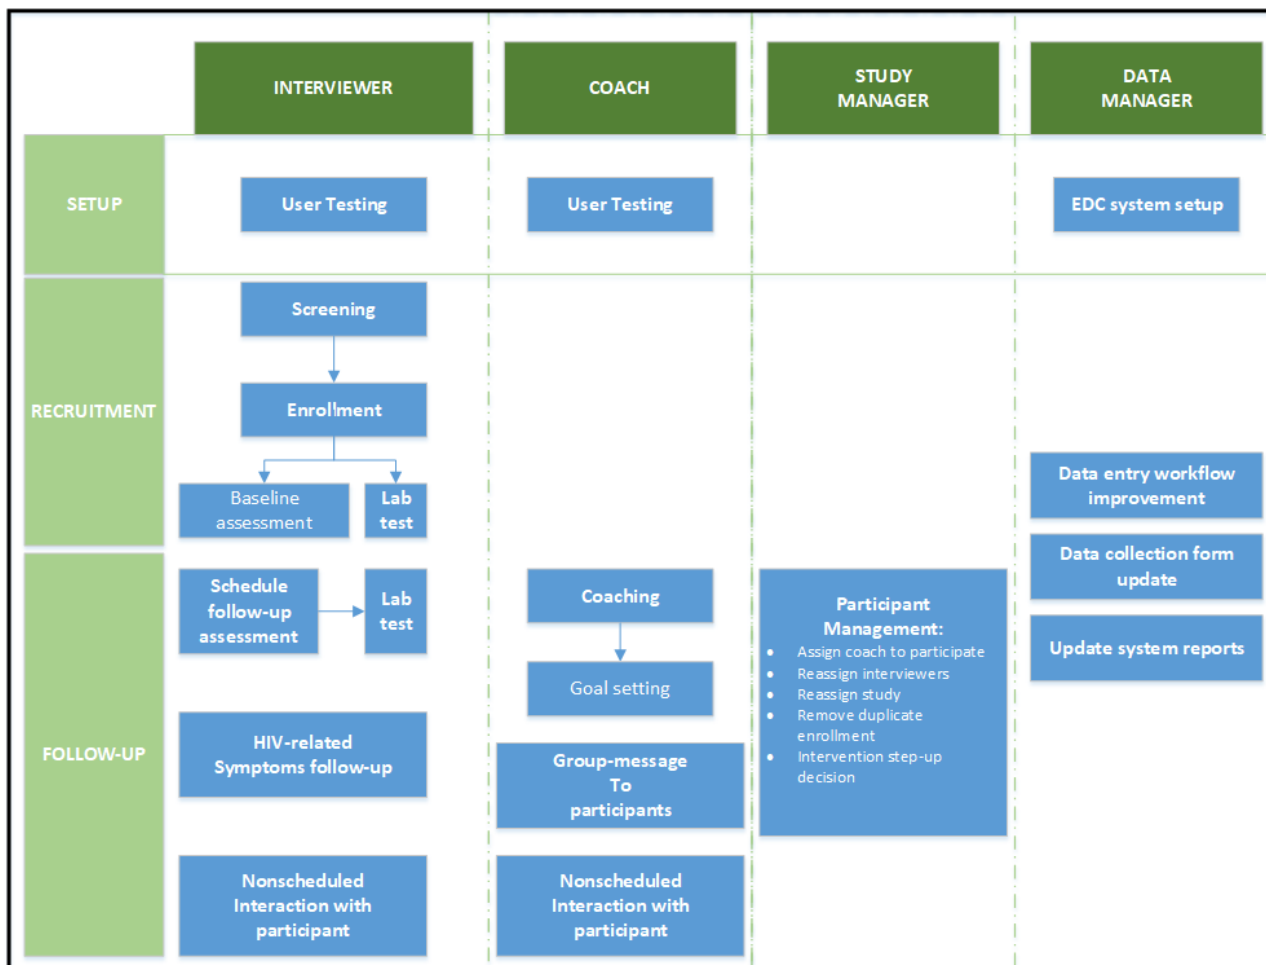 INTERVIEWER
COACH
STUDY
MANAGER
DATA
MANAGER
SETUP
User Testing
User Testing
EDC system setup
RECRUITMENT
Screening
Enrollment
Baseline
assessment
Lab
test
Data entry workflow
improvement
Data collection form
update
Update system reports
FOLLOW-UP
Schedule
follow-up
assessment
Lab
test
HIV-related
Symptoms follow-up
Nonscheduled
Interaction with
participant
Coaching
Goal setting
Group-message
To
participants
Nonscheduled
Interaction with
participant
Participant
Management:
• Assign coach to participate
• Reassign interviewers
• Reassign study
• Remove duplicate
enrollment
• Intervention step-up
decision